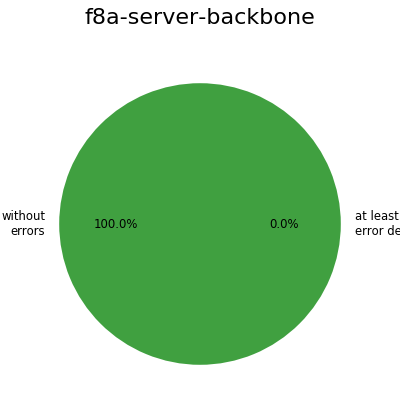 f8a-server-backbone
without
errors
100.0%
0.0%
at least
error de